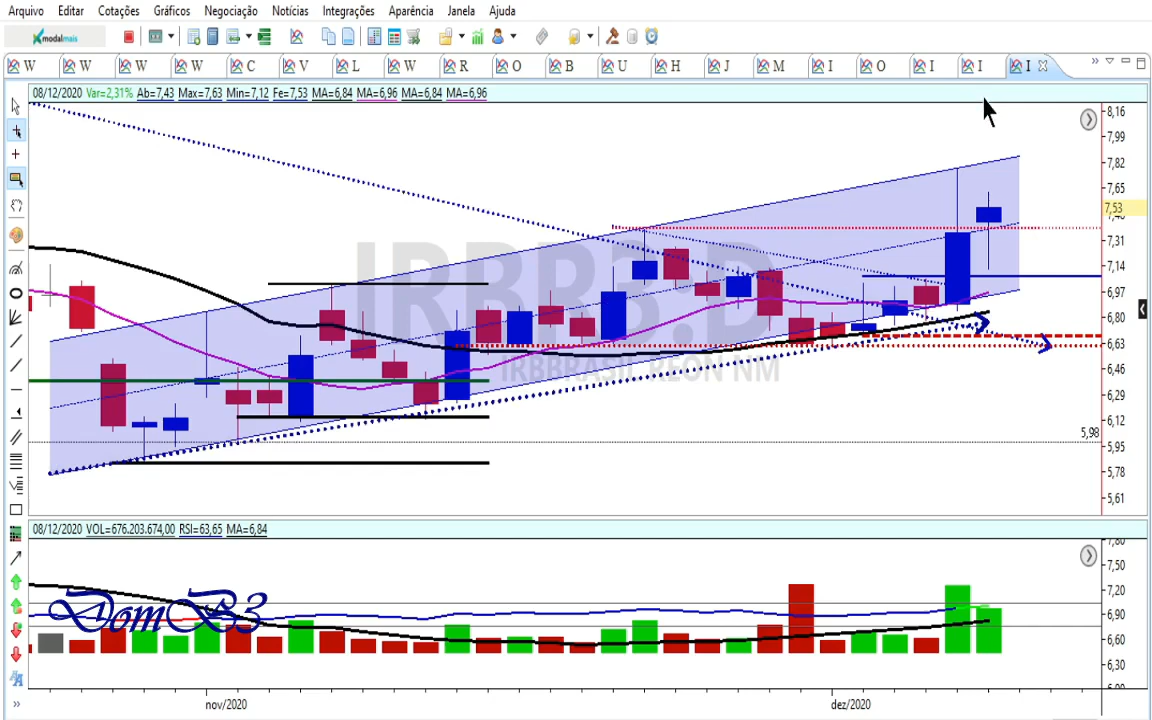 Arquivo Editar Cotações Gráficos Negociação Notícias Integrações Aparência Janela Ajuda
modalmais
W W W W C V L W R O B U H J M I O I I I
08/12/2020 Var=2,31% Ab=7,43 Max=7,63 Min=7,12 Fe=7,53 MA=6,84 MA=6,96 MA=6,84 MA=6,96
8,16
7,99
7,82
7,65
7,53
7,31
7,14
6,97
6,80
6,63
6,46
6,29
6,12
5,98
5,95
5,78
5,61
IRBR3:D
IRBBRASIL REON NM
08/12/2020 VOL=676.203.674,00 RSI=63,65 MA=6,84
7,80
7,50
7,20
6,90
6,60
6,30
DomB3
nov/2020 dez/2020